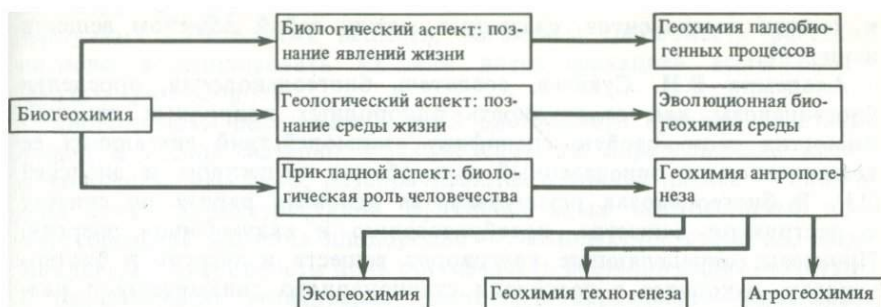 Биологический аспект: поз-
нание явлений жизни
Геохимия палеобио-
генных процессов
Биогеохимия
Геологический аспект: поз-
нание среды жизни
Эволюционная био-
геохимия среды
Прикладной аспект: биоло-
гическая роль человечества
Геохимия антропоге-
неза
Экогеохимия
Геохимия техногенеза
Агрогеохимия